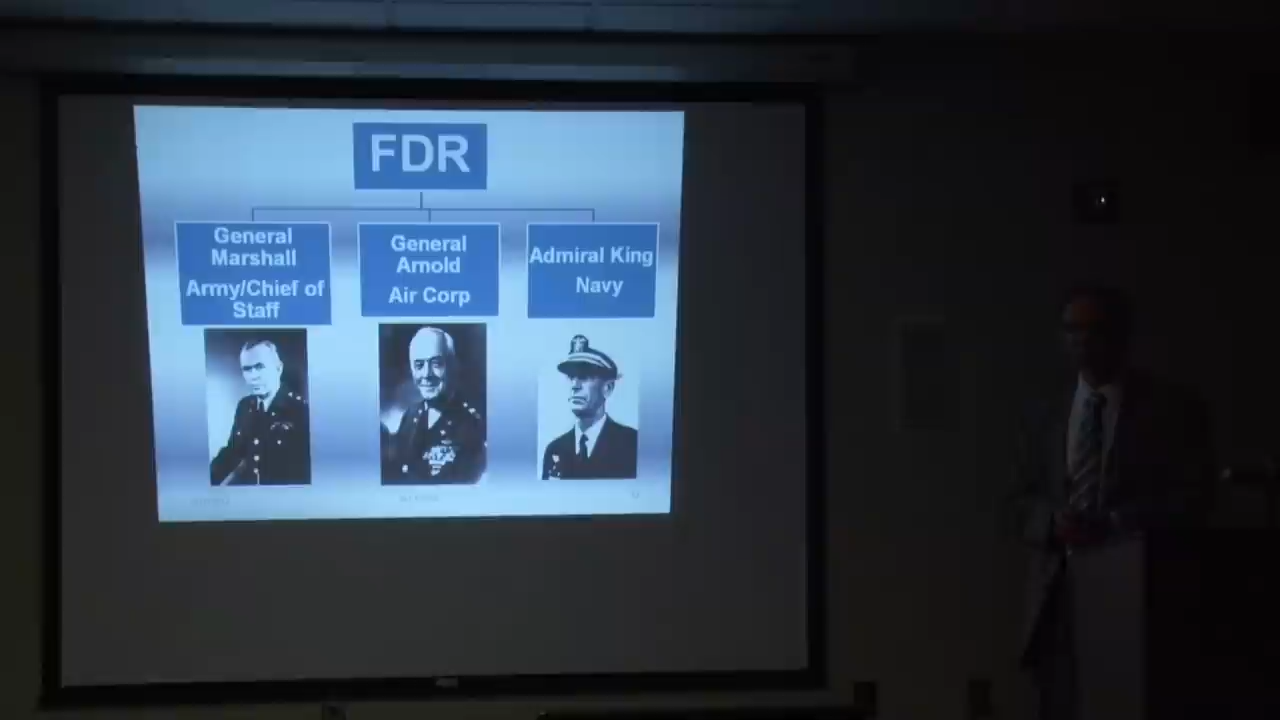 FDR
General
Marshall
Army/Chief of
Staff
General
Arnold
Air Corp
Admiral King
Navy